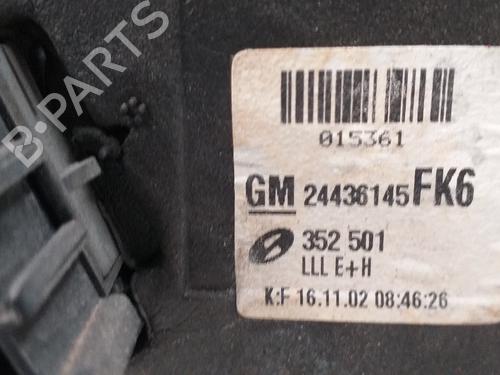 B-PARTS
015361
GM 24436145 FK6
352 501
LLL E+H
K:F 16.11.02 08:46:26